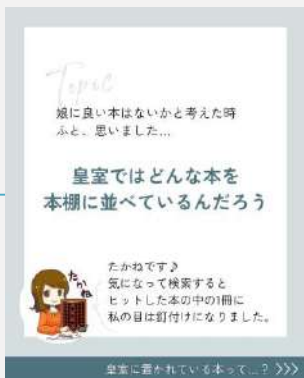 Topic
娘に良い本はないかと考えた時
ふと、思いました...
皇室ではどんな本を
本棚に並べているんだろう
たかね
たかねです♪
気になって検索すると
ヒットした本の中の1冊に
私の目は釘付けになりました。
皇室に置かれている本って...? >>>